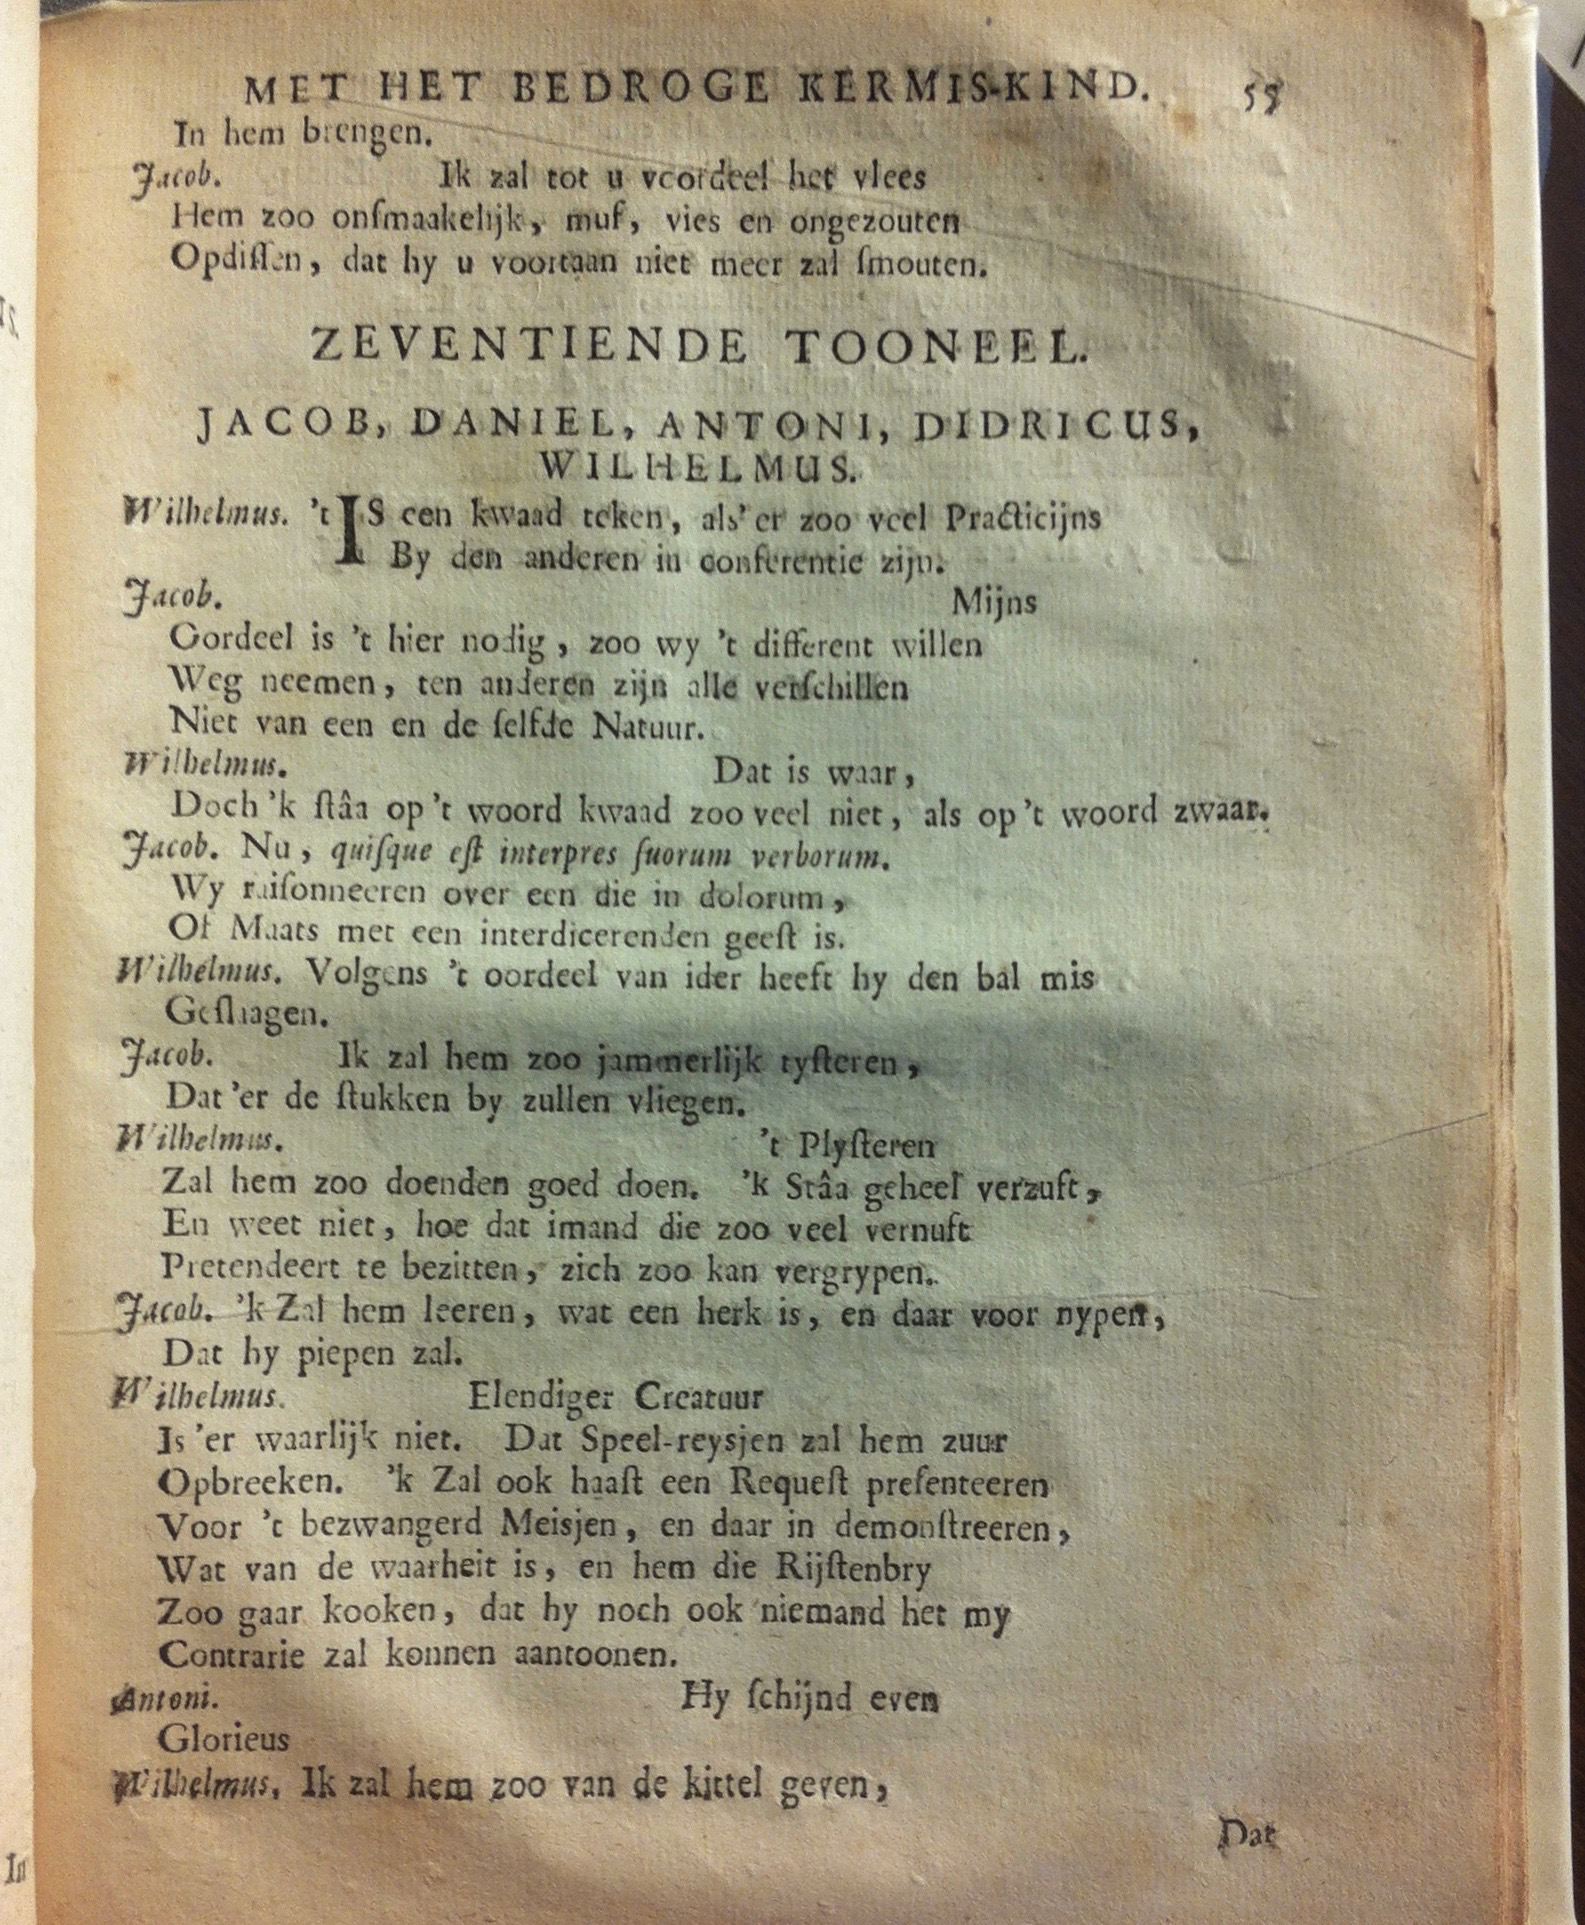 MET HET BEDROGE KERMIS-KIND. 55
In hem brengen.
Jacob. Ik zal tot u voordeel het vlees
Hem zoo onſmaakelijk, muf, vies en ongezouten
Opdiſſen, dat hy u voortaan niet meer zal ſmouten.
ZEVENTIENDE TOONEEL.
JACOB, DANIEL, ANTONI, DIDRICUS,
WILHELMUS.
Wilhelmus. 't IS een kwaad teken, als'er zoo veel Practicijns
By den anderen in conferentie zijn.
Jacob. Mijns
Oordeel is 't hier nodig, zoo wy 't different willen
Weg neemen, ten anderen zijn alle verſchillen
Niet van een en de ſelfde Natuur.
Wilhelmus. Dat is waar,
Doch 'k ſtâa op 't woord kwaad zoo veel niet, als op 't woord zwaar.
Jacob. Nu, quiſque eſt interpres ſuorum verborum.
Wy raiſonneeren over een die in dolorum,
Of Maats met een interdicerenden geeſt is.
Wilhelmus. Volgens 't oordeel van ider heeft hy den bal mis
Geſlaagen.
Jacob. Ik zal hem zoo jammerlijk tyſteren,
Dat 'er de ſtukken by zullen vliegen.
Wilhelmus. 't Plyſteren
Zal hem zoo doenden goed doen. 'k Stâa geheel verzuft,
En weet niet, hoe dat imand die zoo veel vernuft
Pretendeert te bezitten, zich zoo kan vergrypen.
Jacob. 'k Zal hem leeren, wat een herk is, en daar voor nypen,
Dat hy piepen zal.
Wilhelmus. Elendiger Creatuur
Is 'er waarlijk niet. Dat Speel-reysjen zal hem zuur
Opbreeken. 'k Zal ook haaſt een Requeſt preſenteeren
Voor 't bezwangerd Meisjen, en daar in demonſtreeren,
Wat van de waarheit is, en hem die Rijſtenbry
Zoo gaar kooken, dat hy noch ook niemand het my
Contrarie zal konnen aantoonen.
Antoni. Hy ſchijnd even
Glorieus
Wilhelmus. Ik zal hem zoo van de kittel geven,
Dat